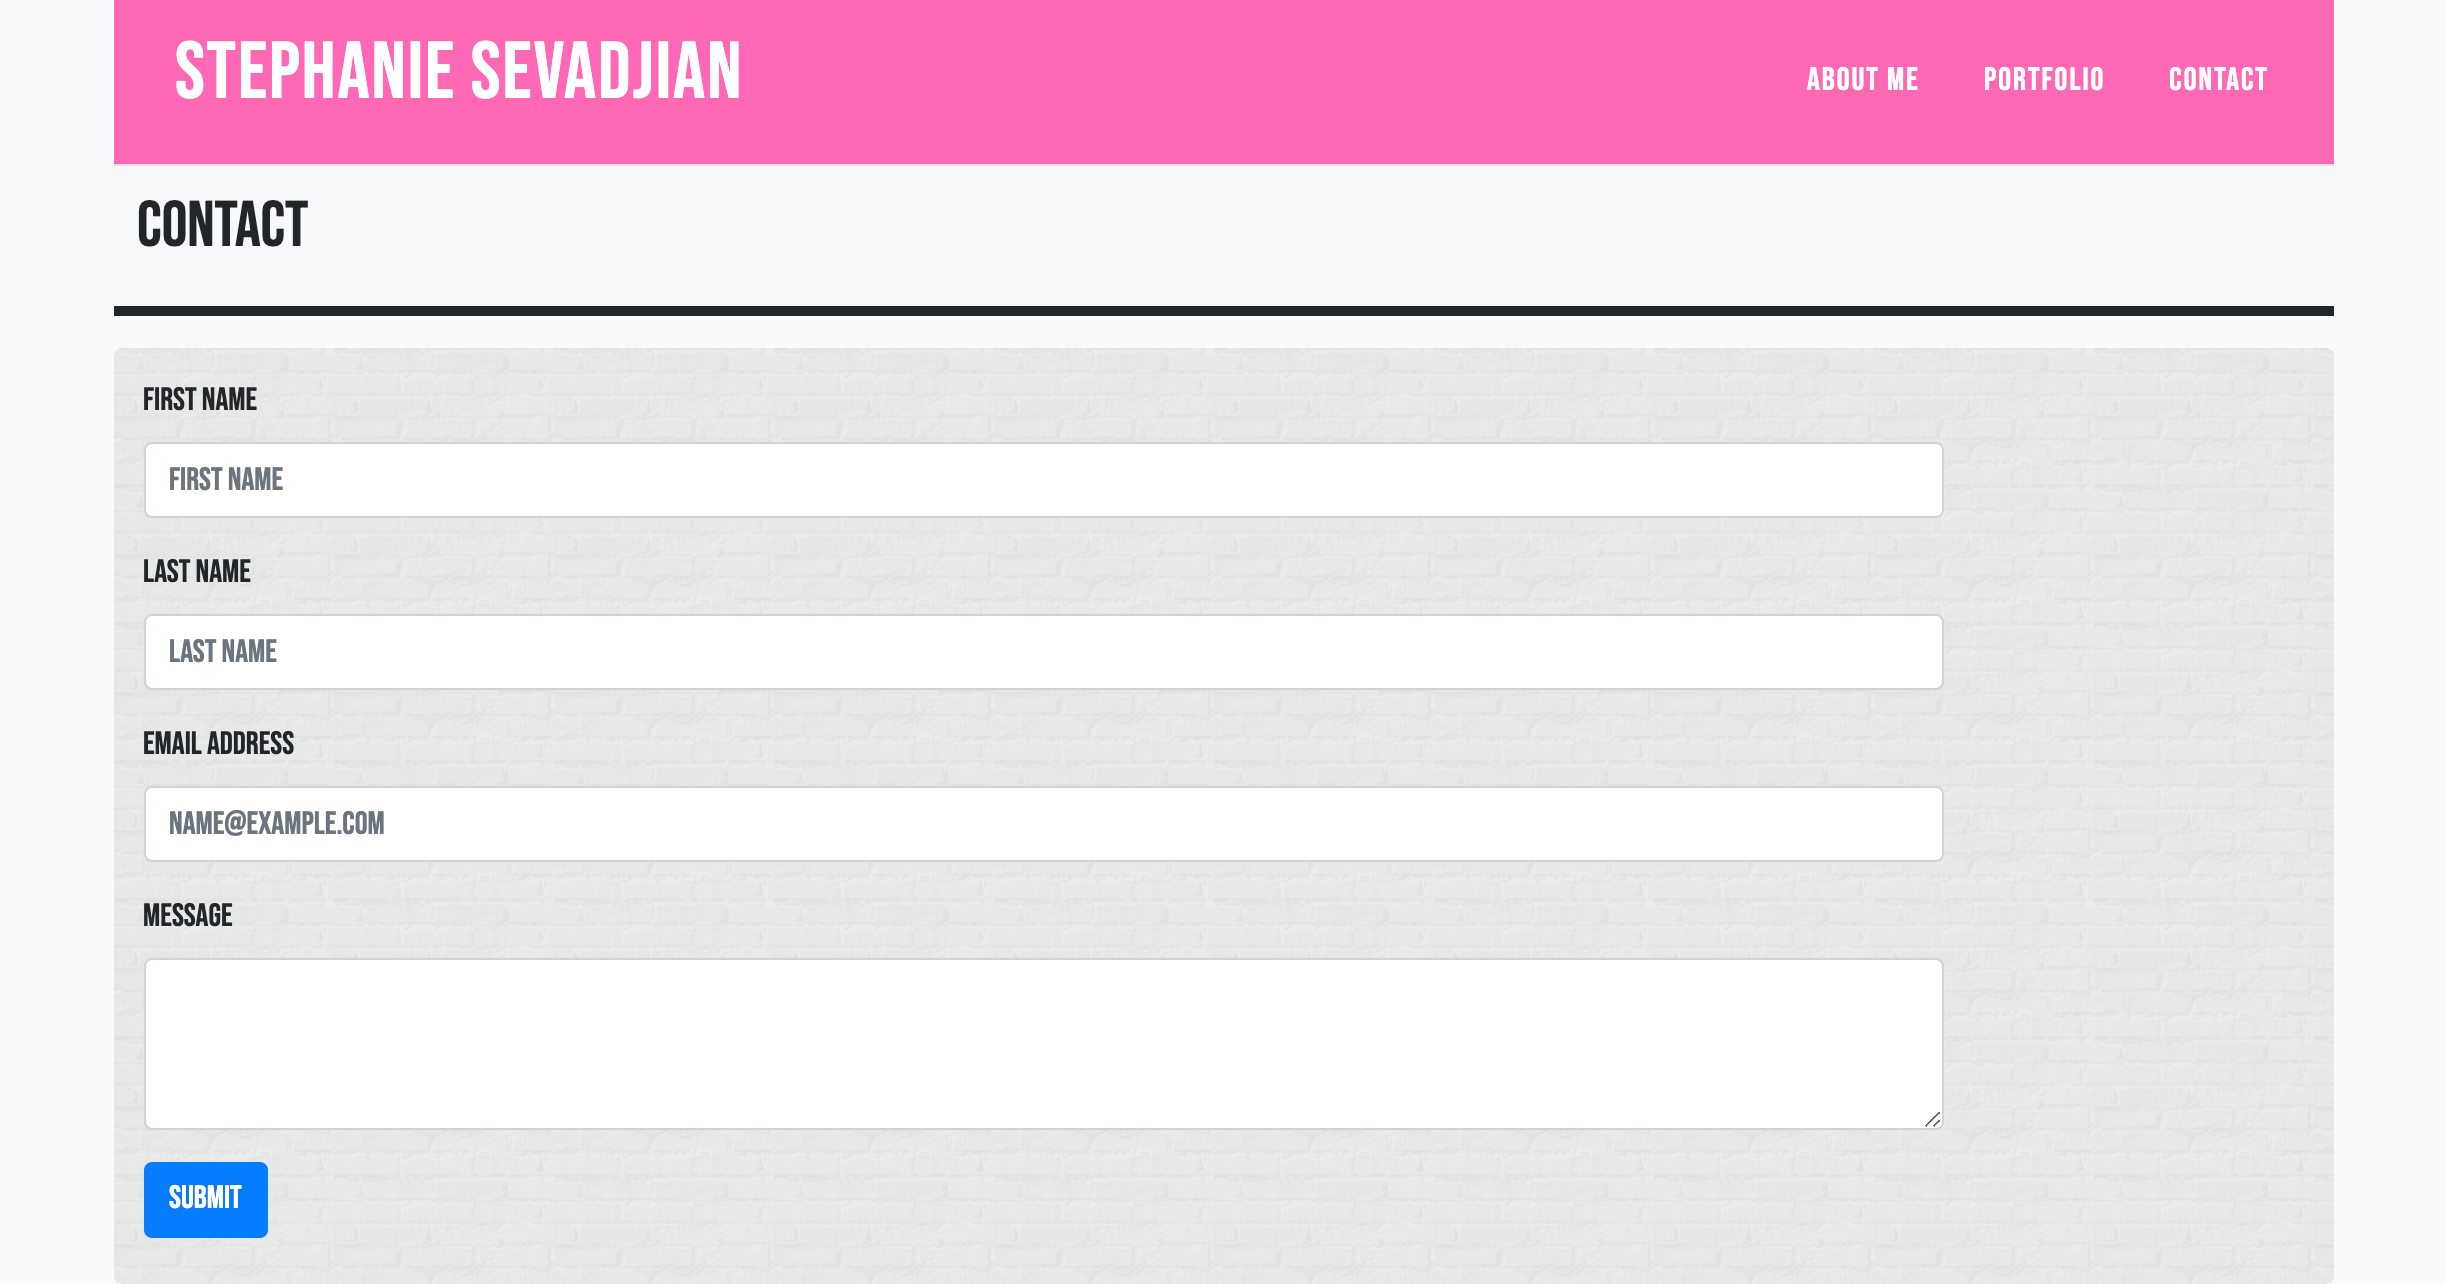 STEPHANIE SEVADJIAN
ABOUT ME PORTFOLIO CONTACT
CONTACT
FIRST NAME
FIRST NAME
LAST NAME
LAST NAME
EMAIL ADDRESS
NAME@EXAMPLE.COM
MESSAGE
SUBMIT